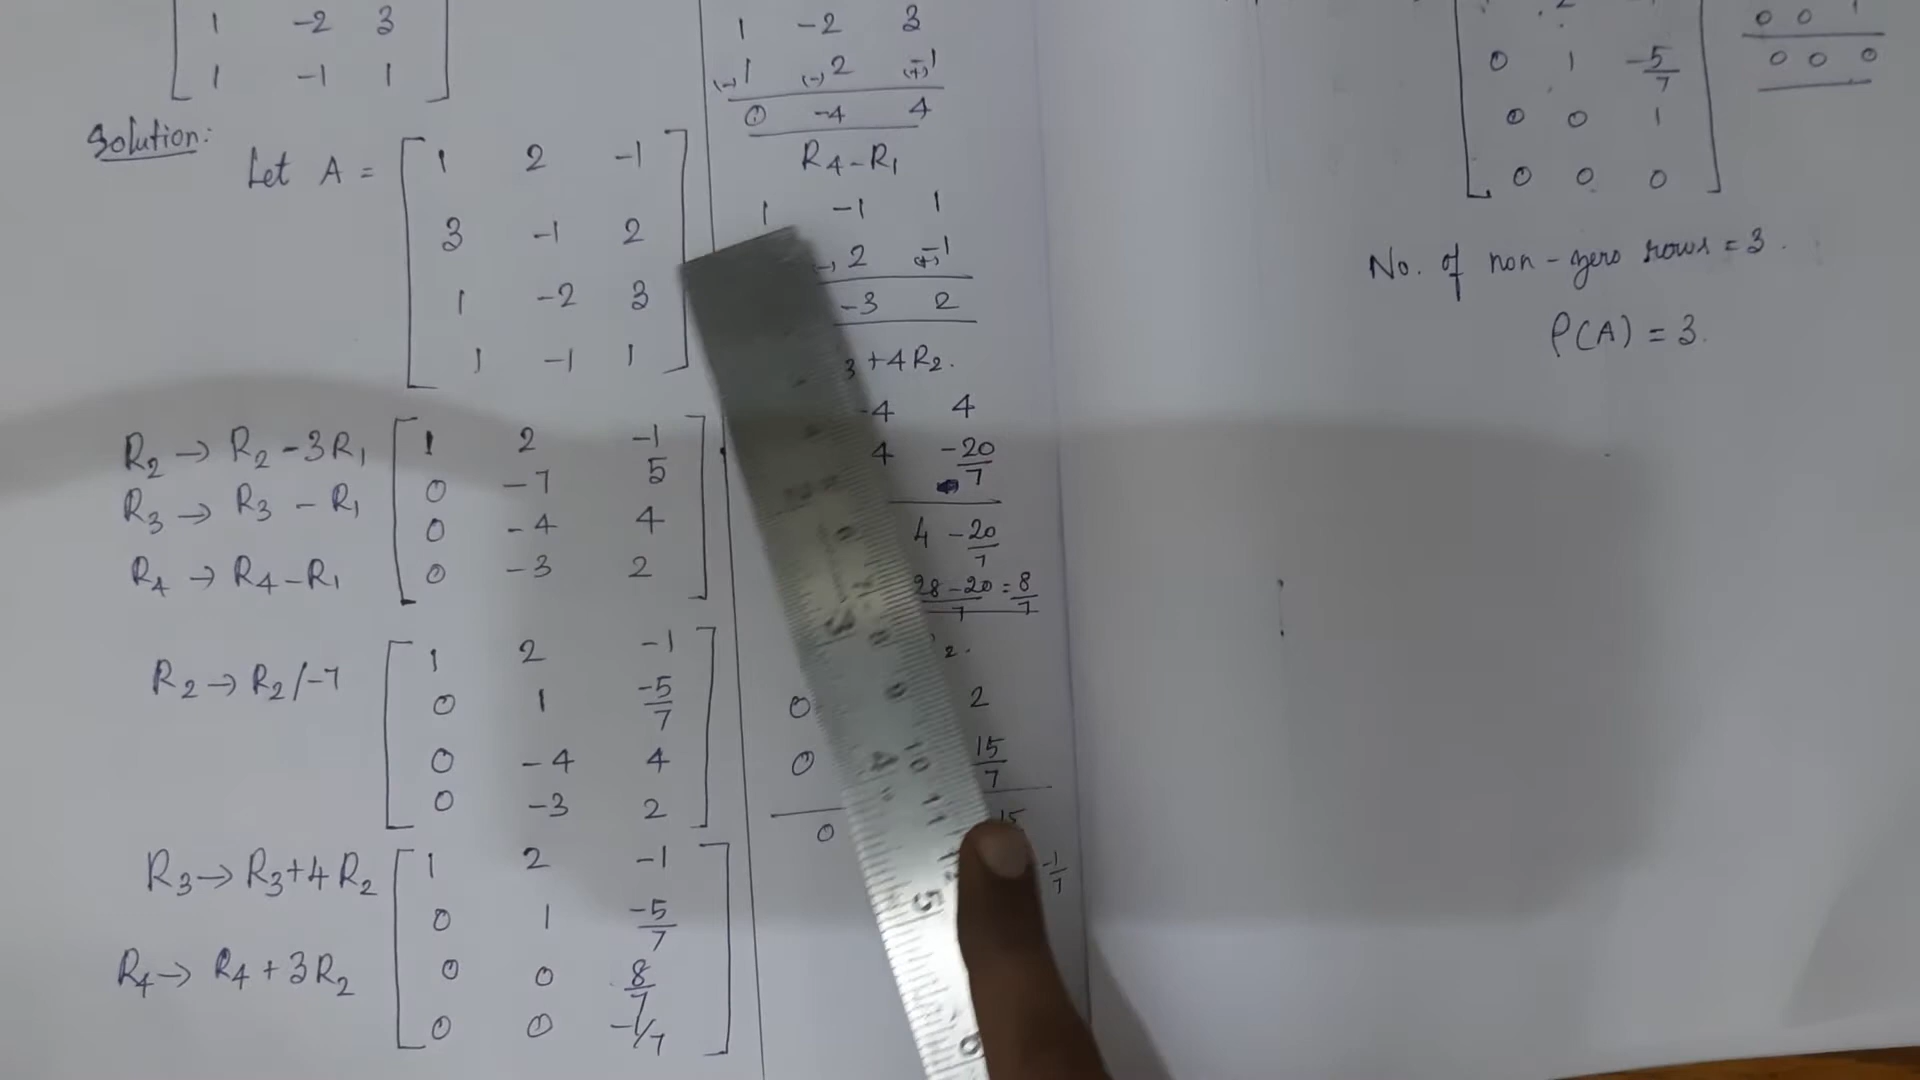 1 -2 3
1 -1 1
Solution:
Let A = 1 2 -1
3 -1 2
1 -2 3
1 -1 1
R2 → R2 - 3R1
R3 → R3 - R1
R4 → R4 - R1
1 2 -1
0 -7 5
0 -4 4
0 -3 2
R2 → R2/-7
1 2 -1
0 1 -5/7
0 -4 4
0 -3 2
R3 → R3+4R2
R4 → R4+3R2
1 2 -1
0 1 -5/7
0 0 8/7
0 0 -1/7
1 -2 3
(-)1 (-)2 (+)-1
0 -4 4
R4-R1
1 -1 1
2 (+)-1
-3 2
3+4R2.
-4 4
4 -20/7
4 -20/7
28-20/7 = 8/7
2.
0 2
0 15/7
0 15
-1/7
0 1 -5/7
0 0 1
0 0 0
0 0 1
0 0 0
No. of non-zero rows = 3.
ρ(A) = 3.